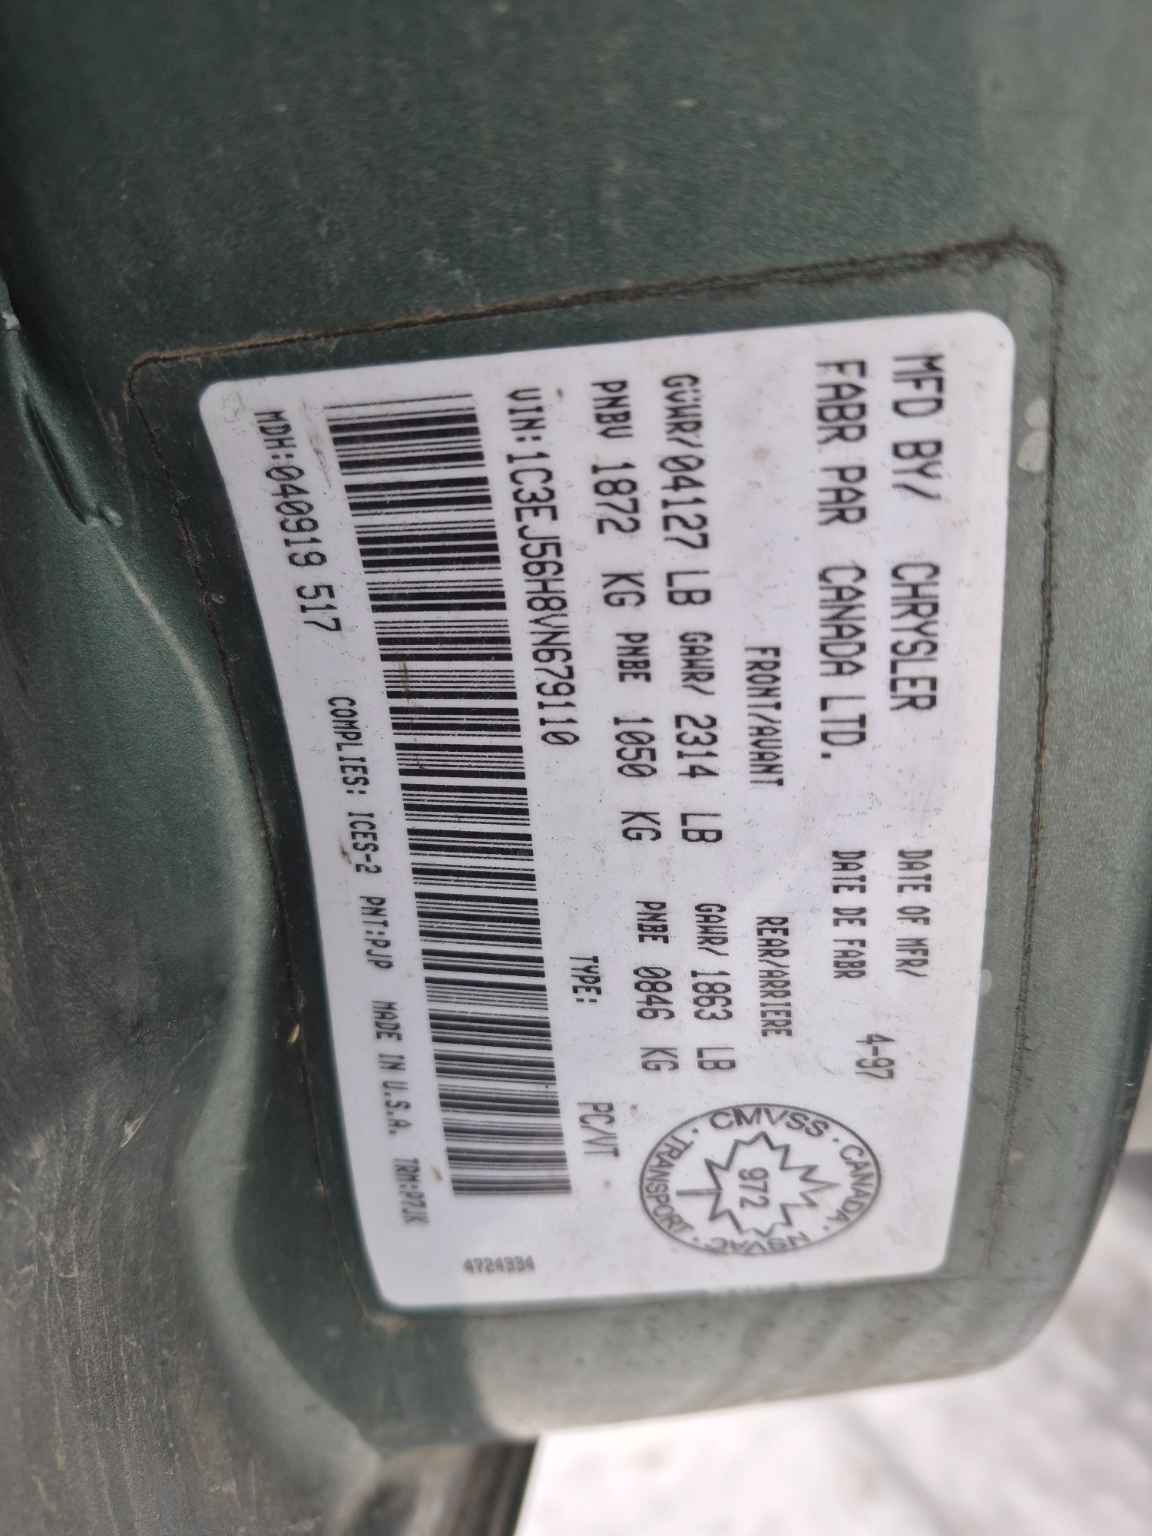 MFD BY/ CHRYSLER DATE OF MFR/ 4-97
FABR PAR CANADA LTD. DATE DE FABR
FRONT/AVANT REAR/ARRIERE
GVWR/04127 LB GAWR/ 2314 LB GAWR/ 1863 LB
PNBV 1872 KG PNBE 1050 KG PNBE 0846 KG
VIN:1C3EJ56H8VN679110 TYPE: PC/VT
MDH:040919 517 COMPLIES: ICES-2 PNT:PJP MADE IN U.S.A. TRM:P7JK
4724334
CMVSS · CANADA · NSVAC · TRANSPORT ·
972